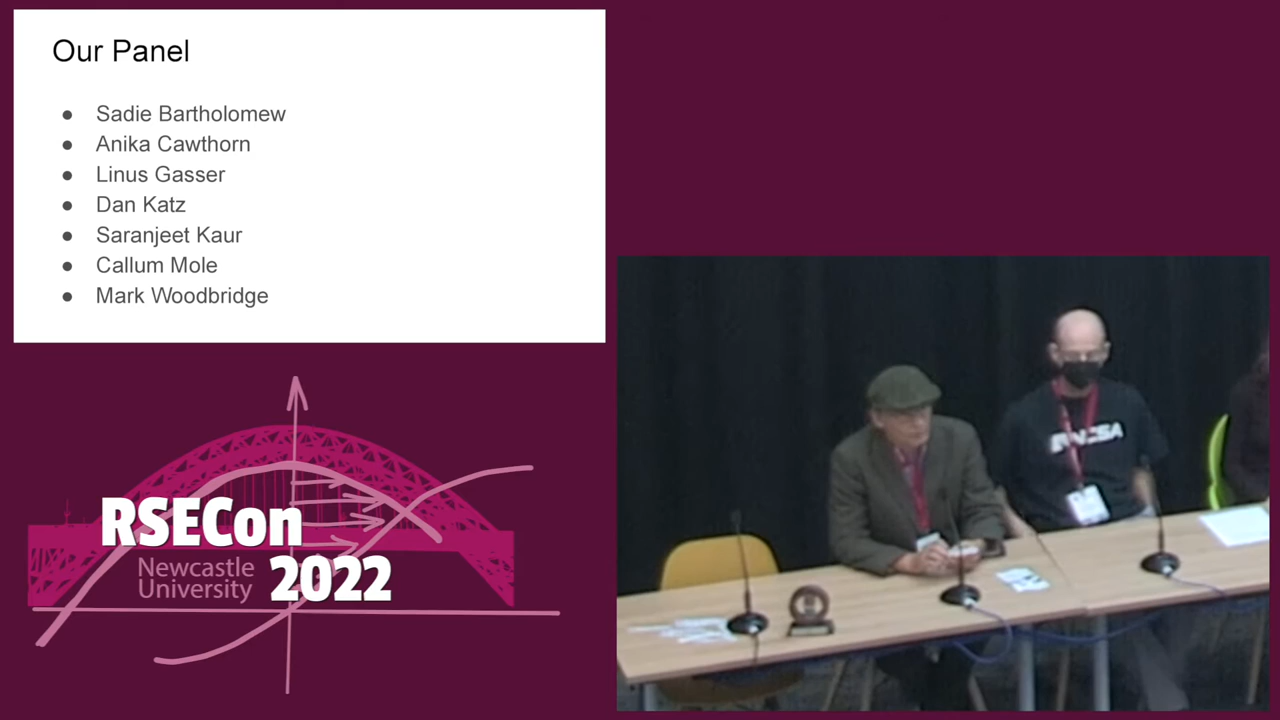 Our Panel
Sadie Bartholomew
Anika Cawthorn
Linus Gasser
Dan Katz
Saranjeet Kaur
Callum Mole
Mark Woodbridge
RSECon
Newcastle
University
2022
NCSA